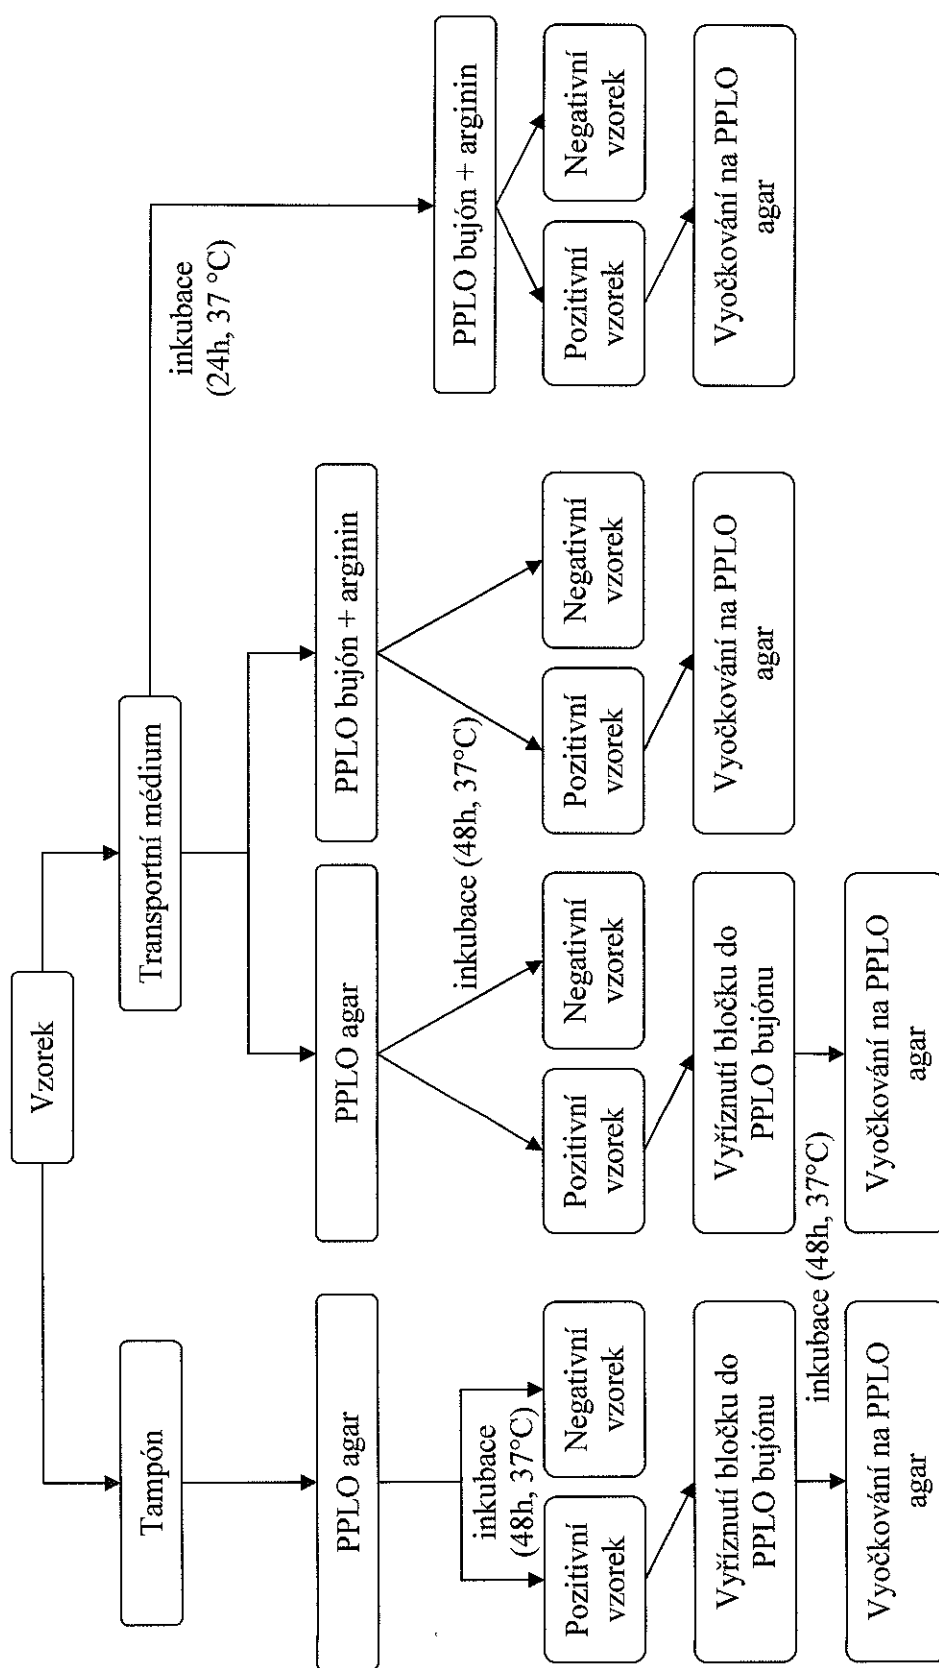 Vzorek
Tampón
Transportní médium
inkubace
(24h, 37 °C)
PPLO agar
PPLO agar
PPLO bujón + arginin
PPLO bujón + arginin
inkubace
(48h, 37°C)
inkubace (48h, 37°C)
Pozitivní
vzorek
Negativní
vzorek
Pozitivní
vzorek
Negativní
vzorek
Pozitivní
vzorek
Negativní
vzorek
Pozitivní
vzorek
Negativní
vzorek
Vyříznutí bločku do
PPLO bujónu
Vyříznutí bločku do
PPLO bujónu
Vyočkování na PPLO
agar
Vyočkování na PPLO
agar
inkubace (48h, 37°C)
Vyočkování na PPLO
agar
Vyočkování na PPLO
agar